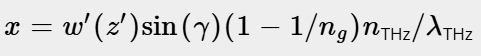 x = w′(z′)sin(γ)(1 − 1/n_g)n_THz/λ_THz